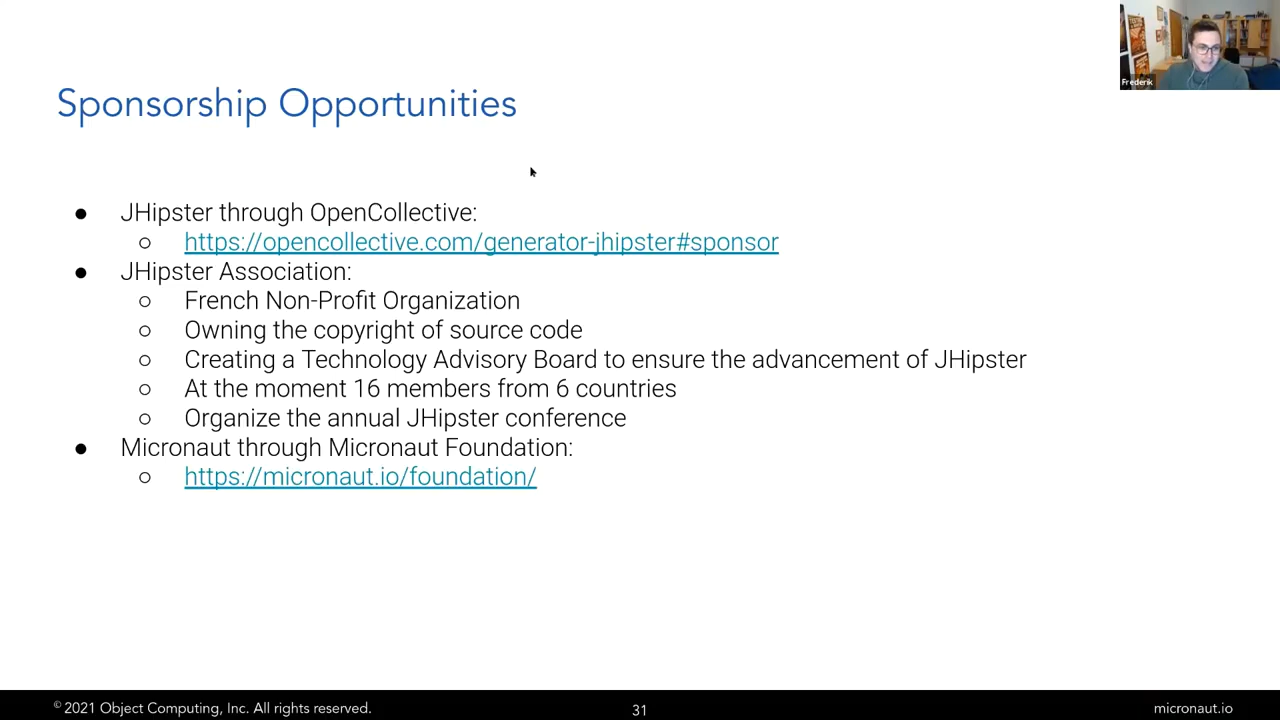 Frederik
Sponsorship Opportunities
● JHipster through OpenCollective:
○ https://opencollective.com/generator-jhipster#sponsor
● JHipster Association:
○ French Non-Profit Organization
○ Owning the copyright of source code
○ Creating a Technology Advisory Board to ensure the advancement of JHipster
○ At the moment 16 members from 6 countries
○ Organize the annual JHipster conference
● Micronaut through Micronaut Foundation:
○ https://micronaut.io/foundation/
© 2021 Object Computing, Inc. All rights reserved.
31
micronaut.io